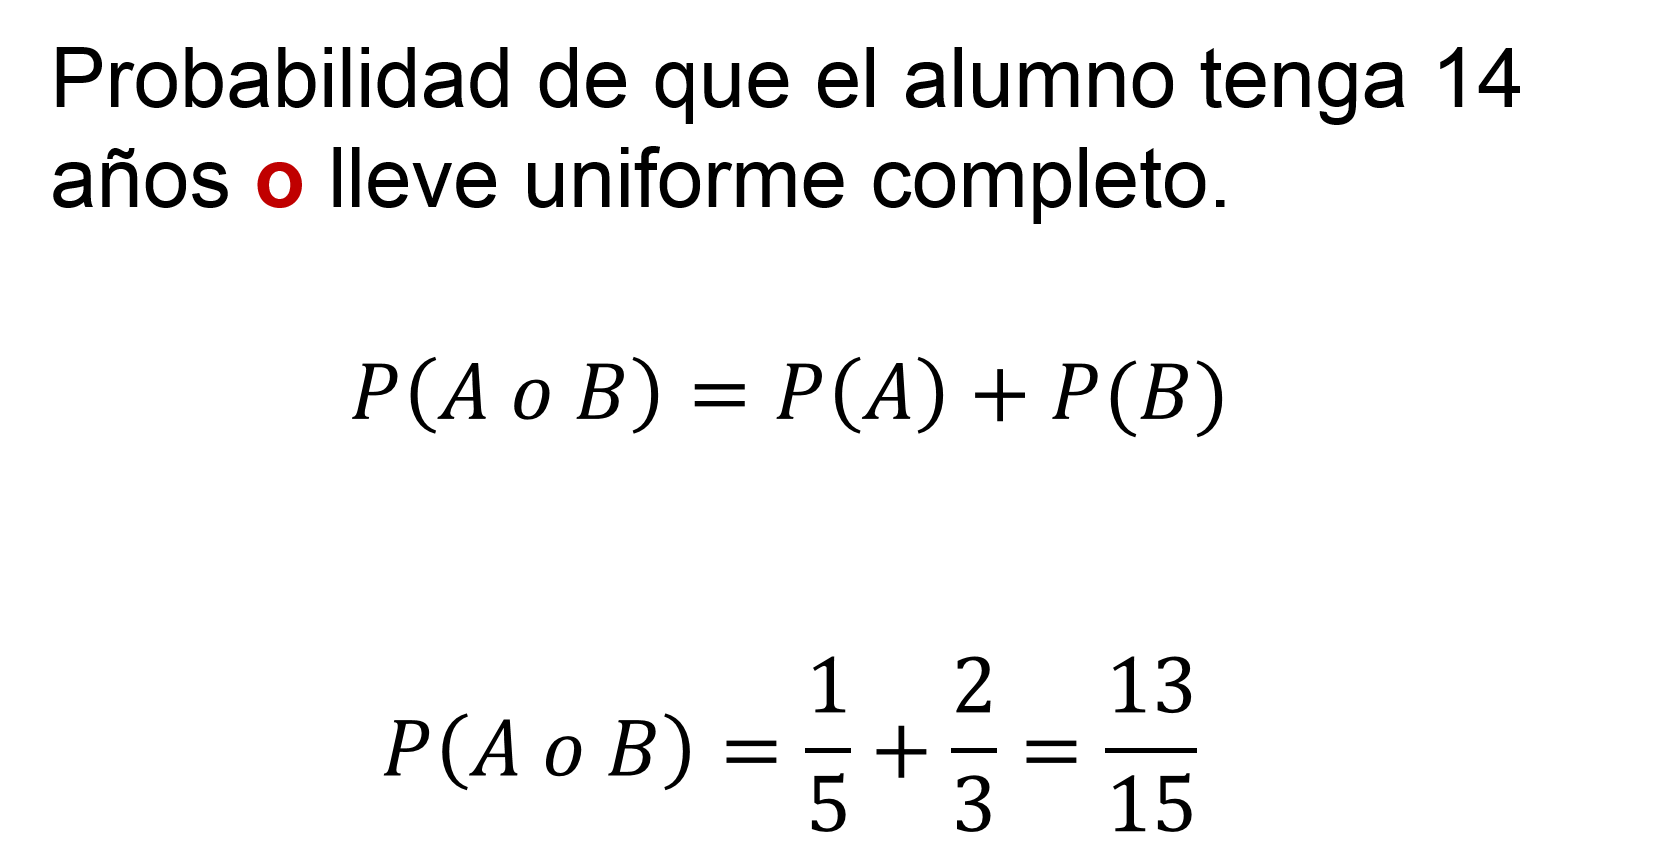 Probabilidad de que el alumno tenga 14
años o lleve uniforme completo.
P(A o B) = P(A) + P(B)
P(A o B) = 1/5 + 2/3 = 13/15